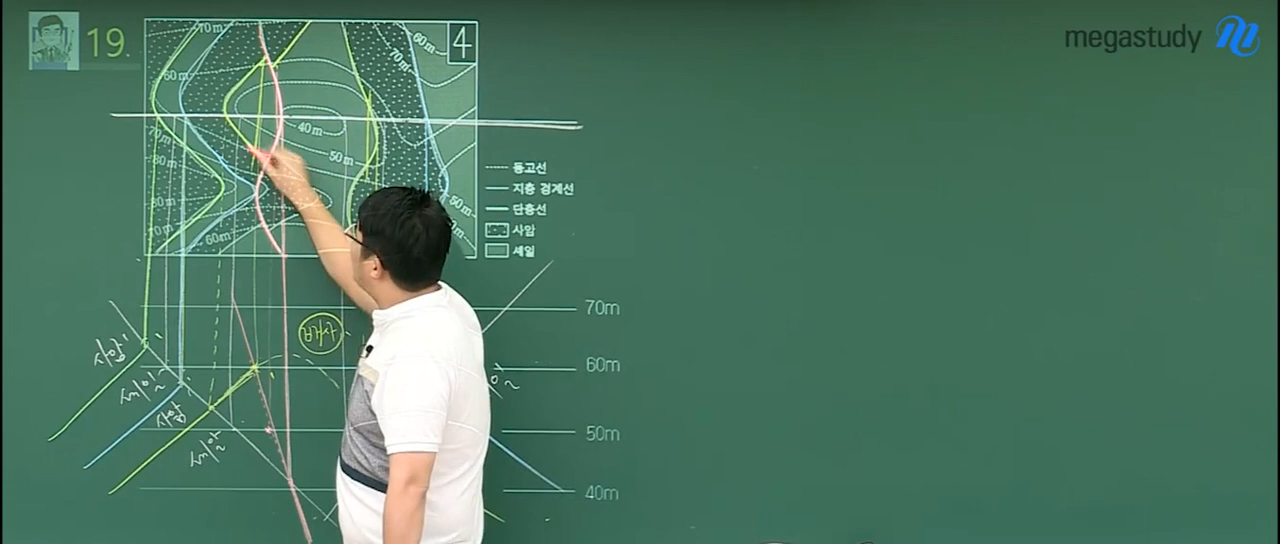 19.
4
megastudy
70m
60m
60m
70m
40m
50m
70m
80m
80m
70m
60m
50m
등고선
지층 경계선
단층선
사암
셰일
70m
배사
60m
사암
셰일
사암
50m
셰일
40m